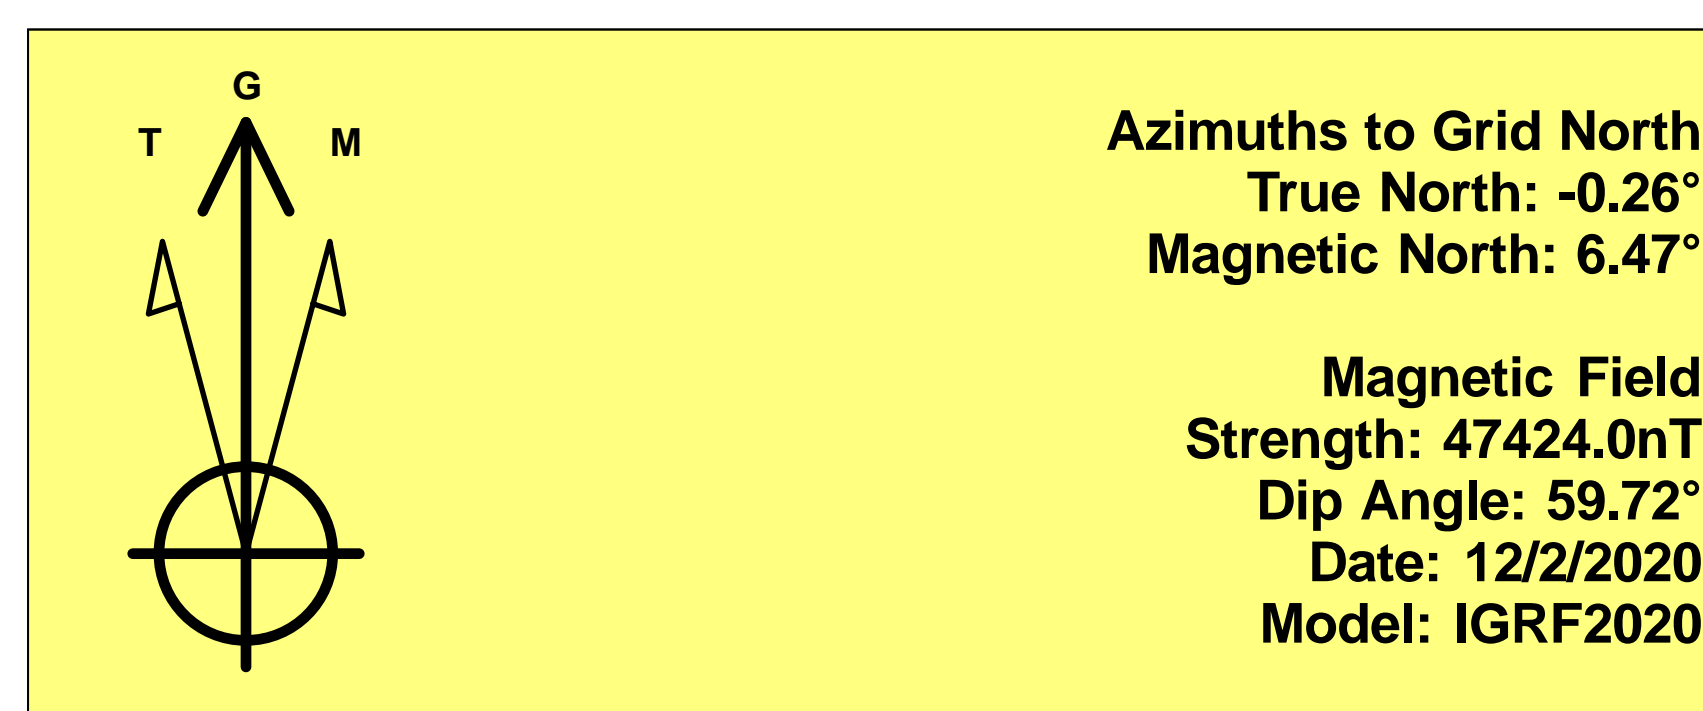 G
T M
Azimuths to Grid North
True North: -0.26°
Magnetic North: 6.47°
Magnetic Field
Strength: 47424.0nT
Dip Angle: 59.72°
Date: 12/2/2020
Model: IGRF2020